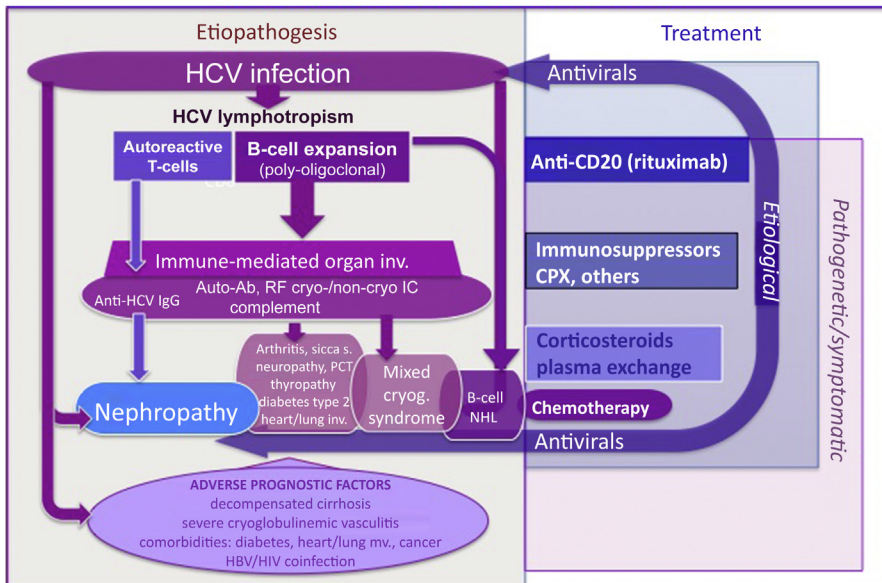 Etiopathogenesis
Treatment
HCV infection
Antivirals
HCV lymphotropism
Autoreactive
T-cells
B-cell expansion
(poly-oligoclonal)
Anti-CD20 (rituximab)
Immune-mediated organ inv.
Immunosuppressors
CPX, others
Anti-HCV IgG
Auto-Ab, RF cryo-/non-cryo IC
complement
Etiological
Pathogenetic/symptomatic
Arthritis, sicca s.
neuropathy, PCT
thyropathy
diabetes type 2
heart/lung inv.
Mixed
cryog.
syndrome
Corticosteroids
plasma exchange
Nephropathy
B-cell
NHL
Chemotherapy
Antivirals
ADVERSE PROGNOSTIC FACTORS
decompensated cirrhosis
severe cryoglobulinemic vasculitis
comorbidities: diabetes, heart/lung mv., cancer
HBV/HIV coinfection